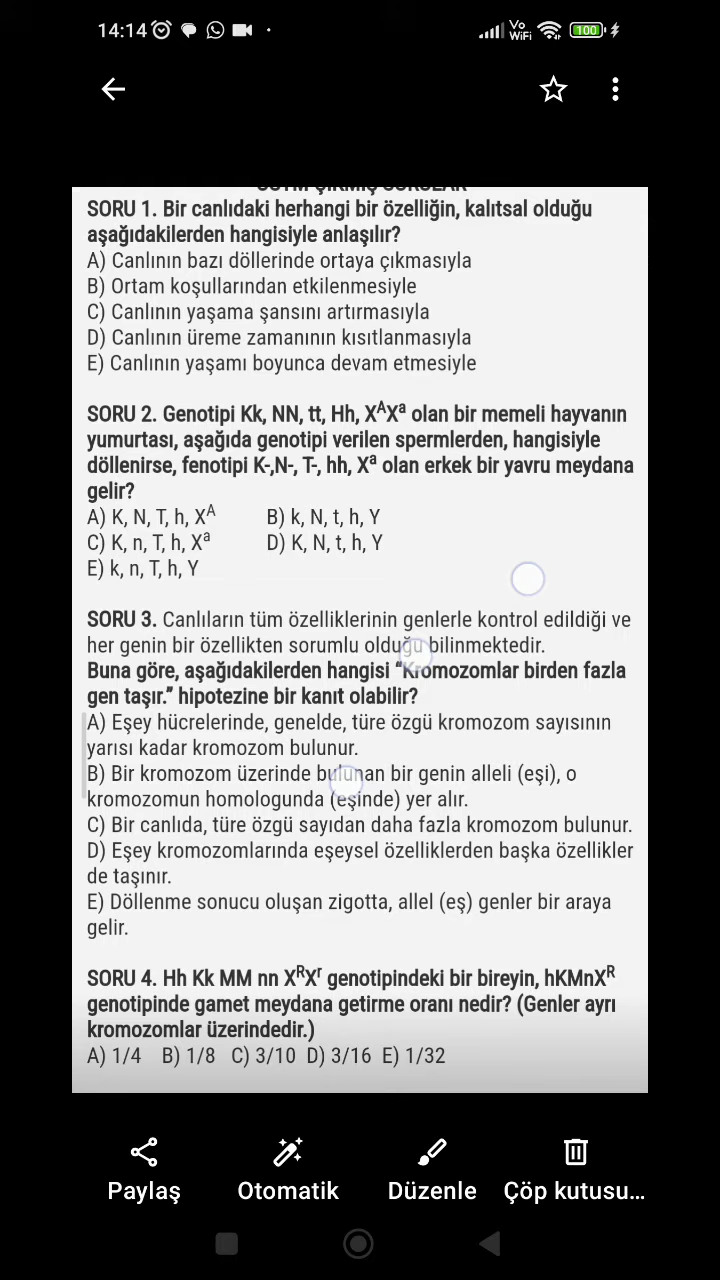 14:14
Vo
WiFi
100
ÖSYM ÇIKMIŞ SORULAR
SORU 1. Bir canlıdaki herhangi bir özelliğin, kalıtsal olduğu
aşağıdakilerden hangisiyle anlaşılır?
A) Canlının bazı döllerinde ortaya çıkmasıyla
B) Ortam koşullarından etkilenmesiyle
C) Canlının yaşama şansını artırmasıyla
D) Canlının üreme zamanının kısıtlanmasıyla
E) Canlının yaşamı boyunca devam etmesiyle
SORU 2. Genotipi Kk, NN, tt, Hh, XᴬXᵃ olan bir memeli hayvanın
yumurtası, aşağıda genotipi verilen spermlerden, hangisiyle
döllenirse, fenotipi K-,N-, T-, hh, Xᵃ olan erkek bir yavru meydana
gelir?
A) K, N, T, h, Xᴬ B) k, N, t, h, Y
C) K, n, T, h, Xᵃ D) K, N, t, h, Y
E) k, n, T, h, Y
SORU 3. Canlıların tüm özelliklerinin genlerle kontrol edildiği ve
her genin bir özellikten sorumlu olduğu bilinmektedir.
Buna göre, aşağıdakilerden hangisi “Kromozomlar birden fazla
gen taşır.” hipotezine bir kanıt olabilir?
A) Eşey hücrelerinde, genelde, türe özgü kromozom sayısının
yarısı kadar kromozom bulunur.
B) Bir kromozom üzerinde bulunan bir genin alleli (eşi), o
kromozomun homologunda (eşinde) yer alır.
C) Bir canlıda, türe özgü sayıdan daha fazla kromozom bulunur.
D) Eşey kromozomlarında eşeysel özelliklerden başka özellikler
de taşınır.
E) Döllenme sonucu oluşan zigotta, allel (eş) genler bir araya
gelir.
SORU 4. Hh Kk MM nn XᴿXʳ genotipindeki bir bireyin, hKMnXᴿ
genotipinde gamet meydana getirme oranı nedir? (Genler ayrı
kromozomlar üzerindedir.)
A) 1/4 B) 1/8 C) 3/10 D) 3/16 E) 1/32
Paylaş Otomatik Düzenle Çöp kutusu...